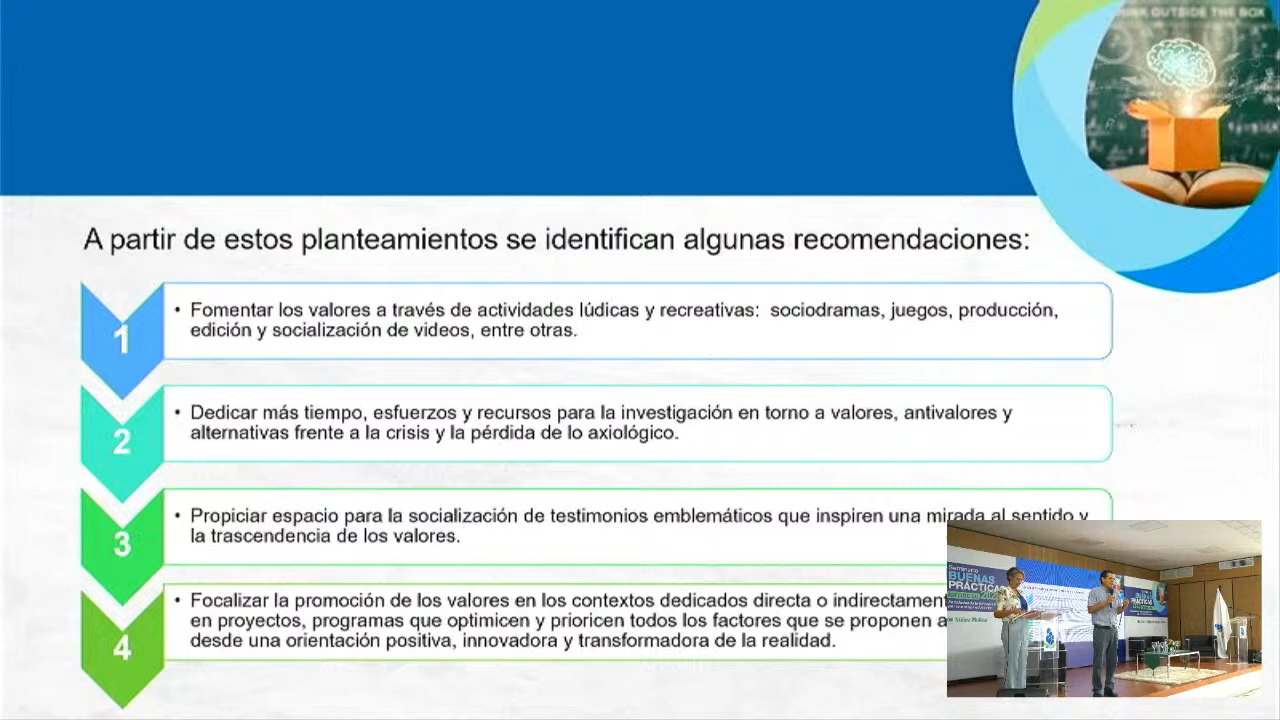 THINK OUTSIDE THE BOX
A partir de estos planteamientos se identifican algunas recomendaciones:
1
• Fomentar los valores a través de actividades lúdicas y recreativas: sociodramas, juegos, producción,
edición y socialización de videos, entre otras.
2
• Dedicar más tiempo, esfuerzos y recursos para la investigación en torno a valores, antivalores y
alternativas frente a la crisis y la pérdida de lo axiológico.
3
• Propiciar espacio para la socialización de testimonios emblemáticos que inspiren una mirada al sentido y
la trascendencia de los valores.
4
• Focalizar la promoción de los valores en los contextos dedicados directa o indirectamen
en proyectos, programas que optimicen y prioricen todos los factores que se proponen a
desde una orientación positiva, innovadora y transformadora de la realidad.
Seminario
BUENAS
PRÁCTICA